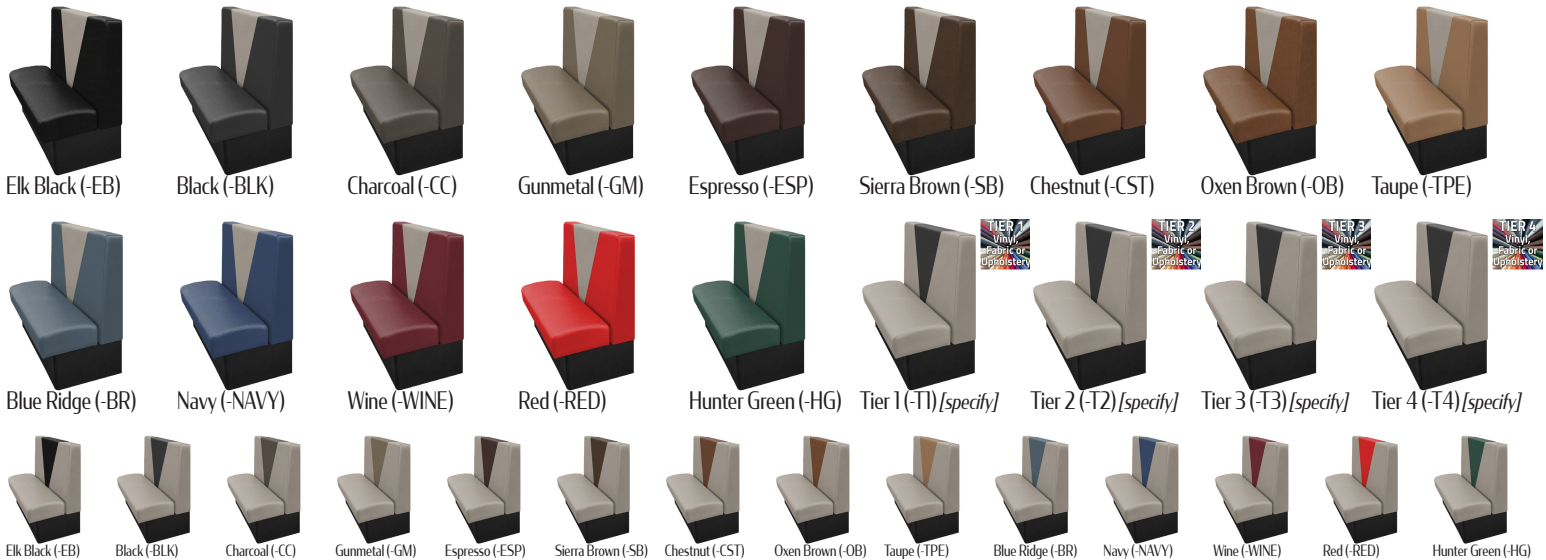 Elk Black (-EB)
Black (-BLK)
Charcoal (-CC)
Gunmetal (-GM)
Espresso (-ESP)
Sierra Brown (-SB)
Chestnut (-CST)
Oxen Brown (-OB)
Taupe (-TPE)
TIER 1
Vinyl,
Fabric or
Upholstery
TIER 2
Vinyl,
Fabric or
Upholstery
TIER 3
Vinyl,
Fabric or
Upholstery
TIER 4
Vinyl,
Fabric or
Upholstery
Blue Ridge (-BR)
Navy (-NAVY)
Wine (-WINE)
Red (-RED)
Hunter Green (-HG)
Tier 1 (-T1) [specify]
Tier 2 (-T2) [specify]
Tier 3 (-T3) [specify]
Tier 4 (-T4) [specify]
Elk Black (-EB)
Black (-BLK)
Charcoal (-CC)
Gunmetal (-GM)
Espresso (-ESP)
Sierra Brown (-SB)
Chestnut (-CST)
Oxen Brown (-OB)
Taupe (-TPE)
Blue Ridge (-BR)
Navy (-NAVY)
Wine (-WINE)
Red (-RED)
Hunter Green (-HG)